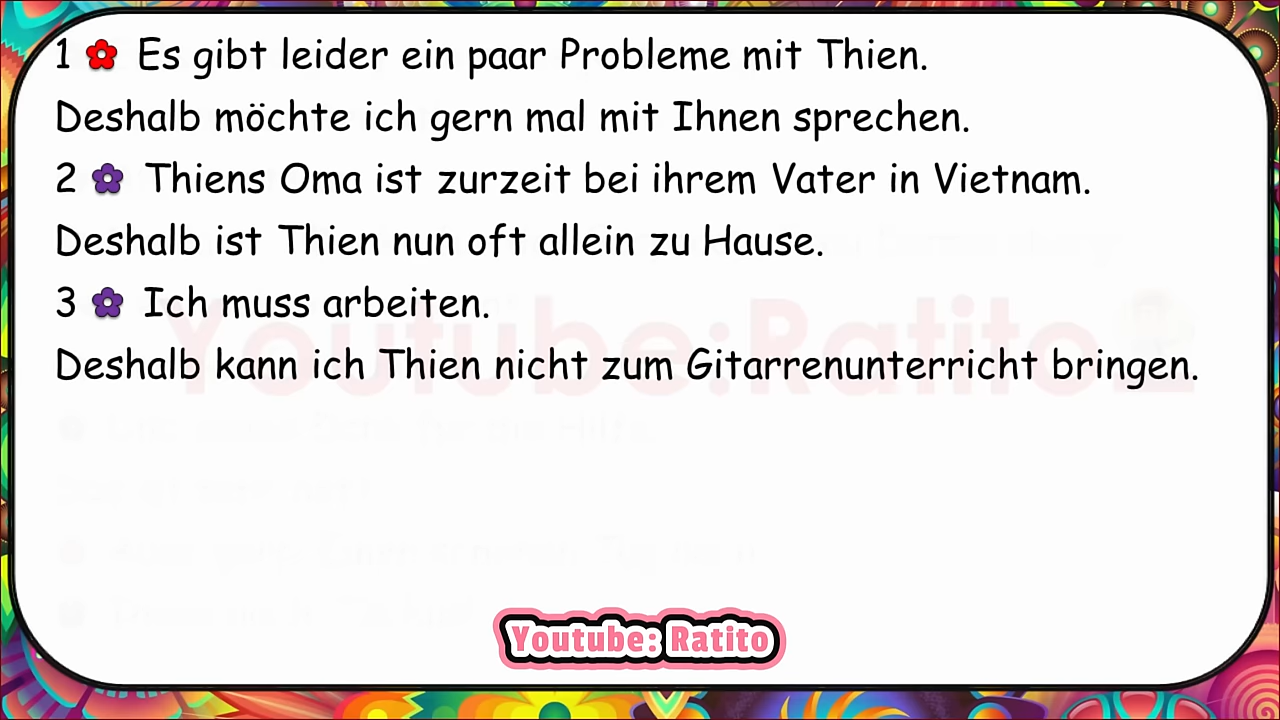 1 Es gibt leider ein paar Probleme mit Thien.
Deshalb möchte ich gern mal mit Ihnen sprechen.
2 Thiens Oma ist zurzeit bei ihrem Vater in Vietnam.
Deshalb ist Thien nun oft allein zu Hause.
3 Ich muss arbeiten.
Deshalb kann ich Thien nicht zum Gitarrenunterricht bringen.
Youtube:Ratito
Youtube: Ratito